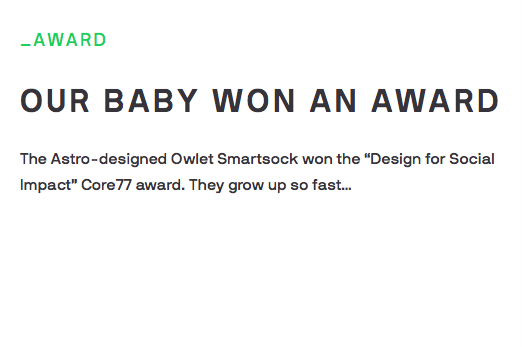 _AWARD
OUR BABY WON AN AWARD
The Astro-designed Owlet Smartsock won the “Design for Social
Impact” Core77 award. They grow up so fast...